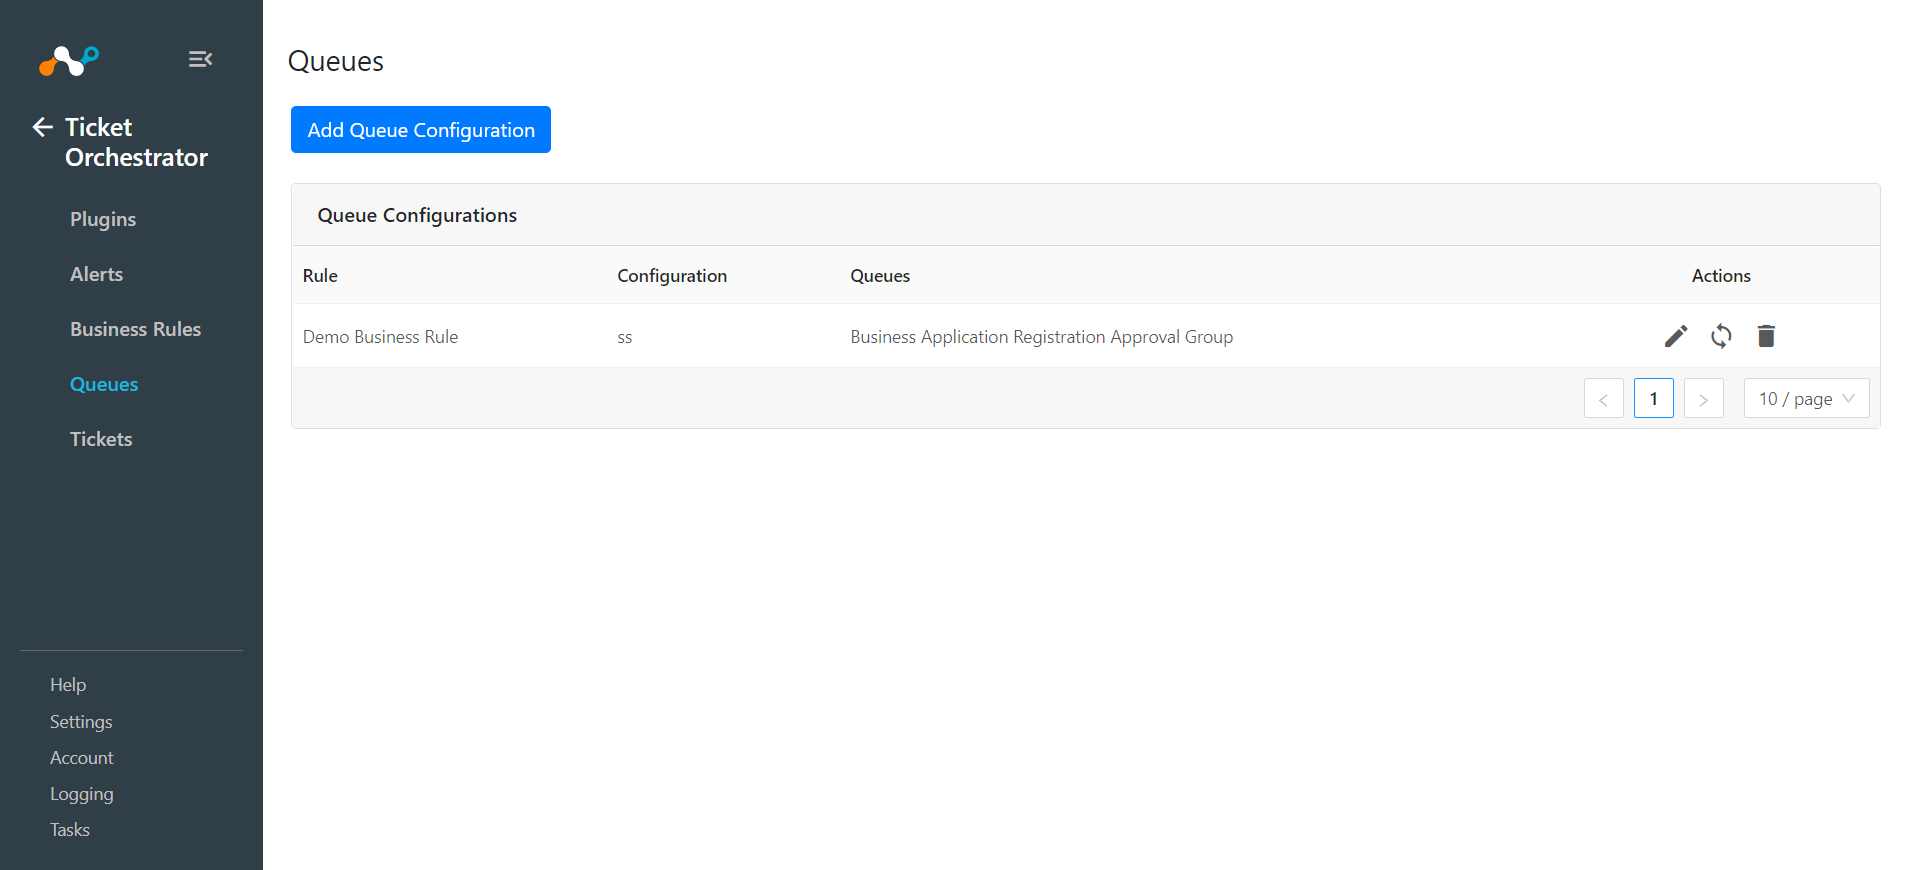 Ticket
Orchestrator
Plugins
Alerts
Business Rules
Queues
Tickets
Help
Settings
Account
Logging
Tasks
Queues
Add Queue Configuration
Queue Configurations
Rule Configuration Queues Actions
Demo Business Rule ss Business Application Registration Approval Group
< 1 > 10 / page